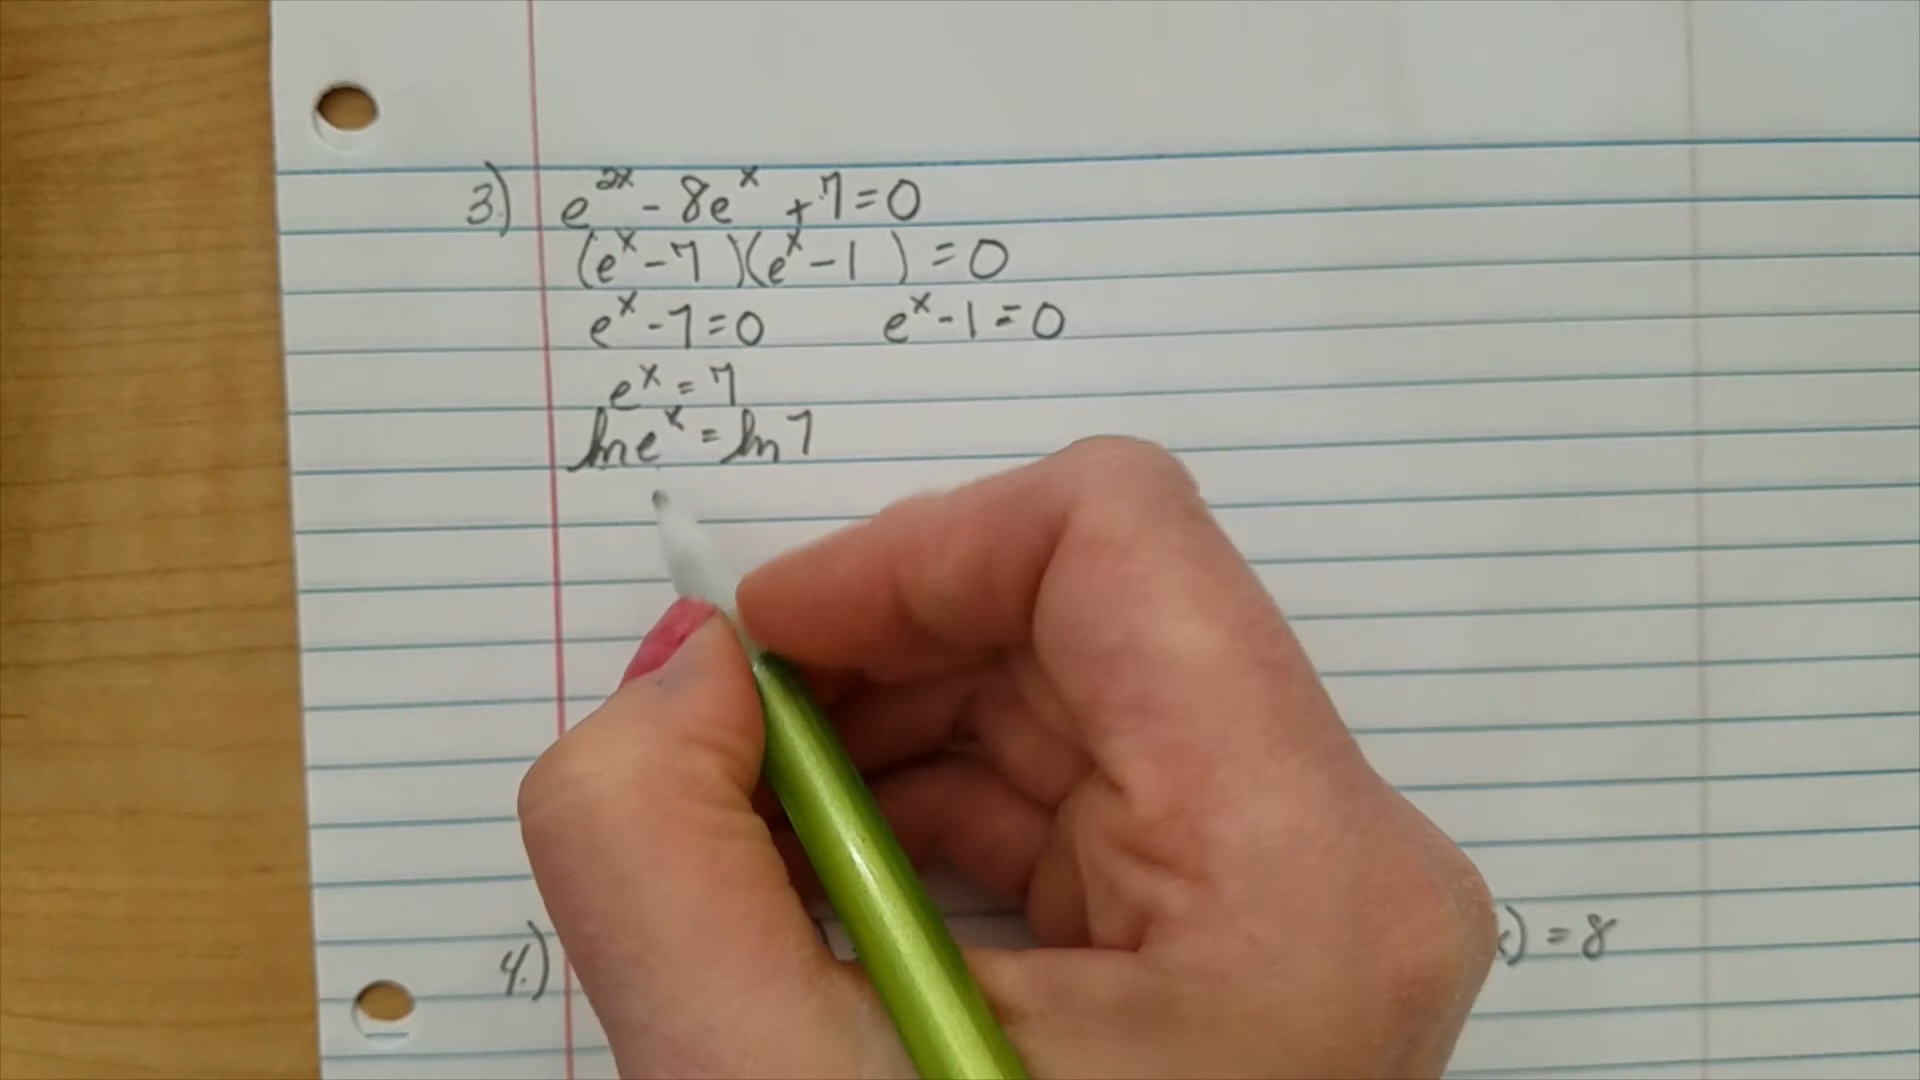 3.) e^{2x} - 8e^x + 7 = 0
(e^x - 7)(e^x - 1) = 0
e^x - 7 = 0    e^x - 1 = 0
e^x = 7
ln e^x = ln 7
4.) ) = 8